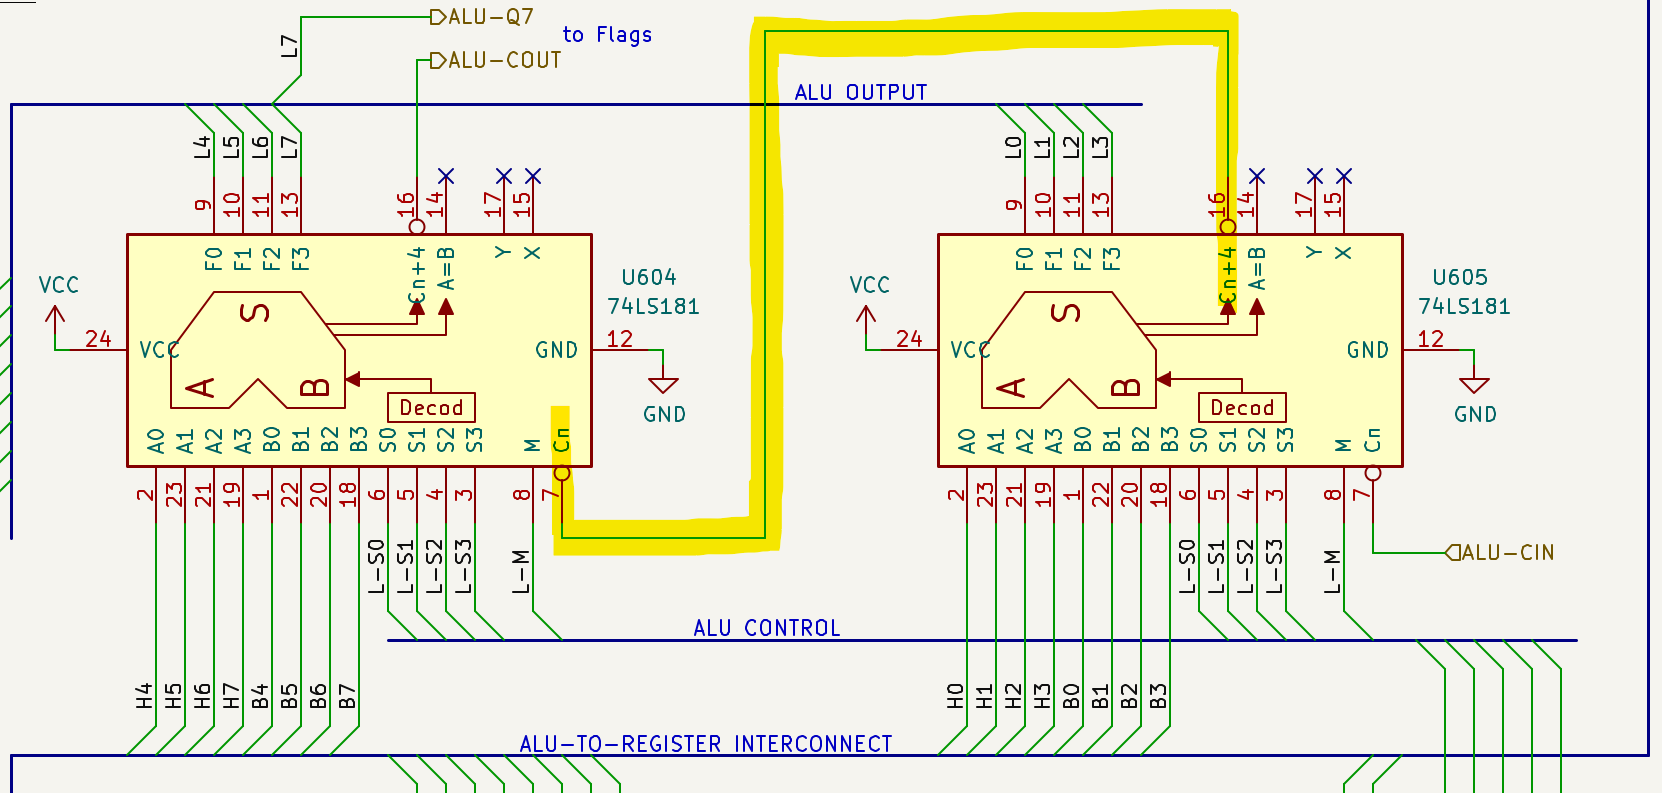 ALU-Q7
to Flags
ALU-COUT
L7
ALU OUTPUT
L4 L5 L6 L7
L0 L1 L2 L3
9 10 11 13 16 14 17 15
9 10 11 13 16 14 17 15
F0 F1 F2 F3 Cn+4 A=B Y X
F0 F1 F2 F3 Cn+4 A=B Y X
VCC
U604
74LS181
VCC
U605
74LS181
24 VCC
S
GND 12
24 VCC
S
GND 12
A B
Decod
GND
A B
Decod
GND
A0 A1 A2 A3 B0 B1 B2 B3 S0 S1 S2 S3 M Cn
A0 A1 A2 A3 B0 B1 B2 B3 S0 S1 S2 S3 M Cn
2 23 21 19 1 22 20 18 6 5 4 3 8 7
2 23 21 19 1 22 20 18 6 5 4 3 8 7
L-S0 L-S1 L-S2 L-S3 L-M
L-S0 L-S1 L-S2 L-S3 L-M
ALU-CIN
ALU CONTROL
H4 H5 H6 H7 B4 B5 B6 B7
H0 H1 H2 H3 B0 B1 B2 B3
ALU-TO-REGISTER INTERCONNECT